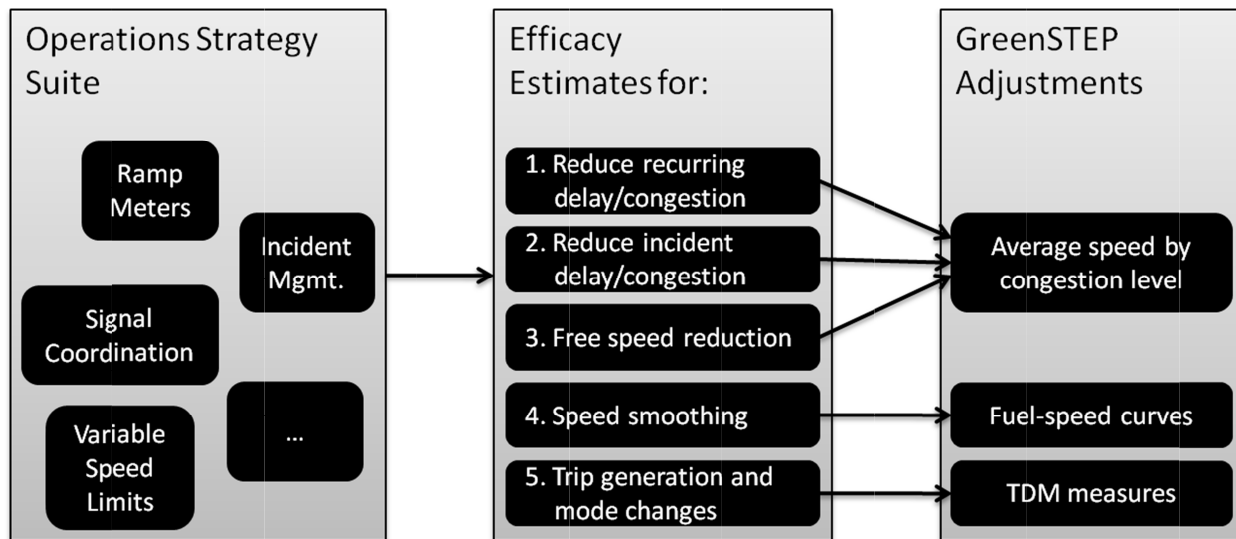 Operations Strategy
Suite
Ramp
Meters
Incident
Mgmt.
Signal
Coordination
Variable
Speed
Limits
...
Efficacy
Estimates for:
1. Reduce recurring
delay/congestion
2. Reduce incident
delay/congestion
3. Free speed reduction
4. Speed smoothing
5. Trip generation and
mode changes
GreenSTEP
Adjustments
Average speed by
congestion level
Fuel-speed curves
TDM measures